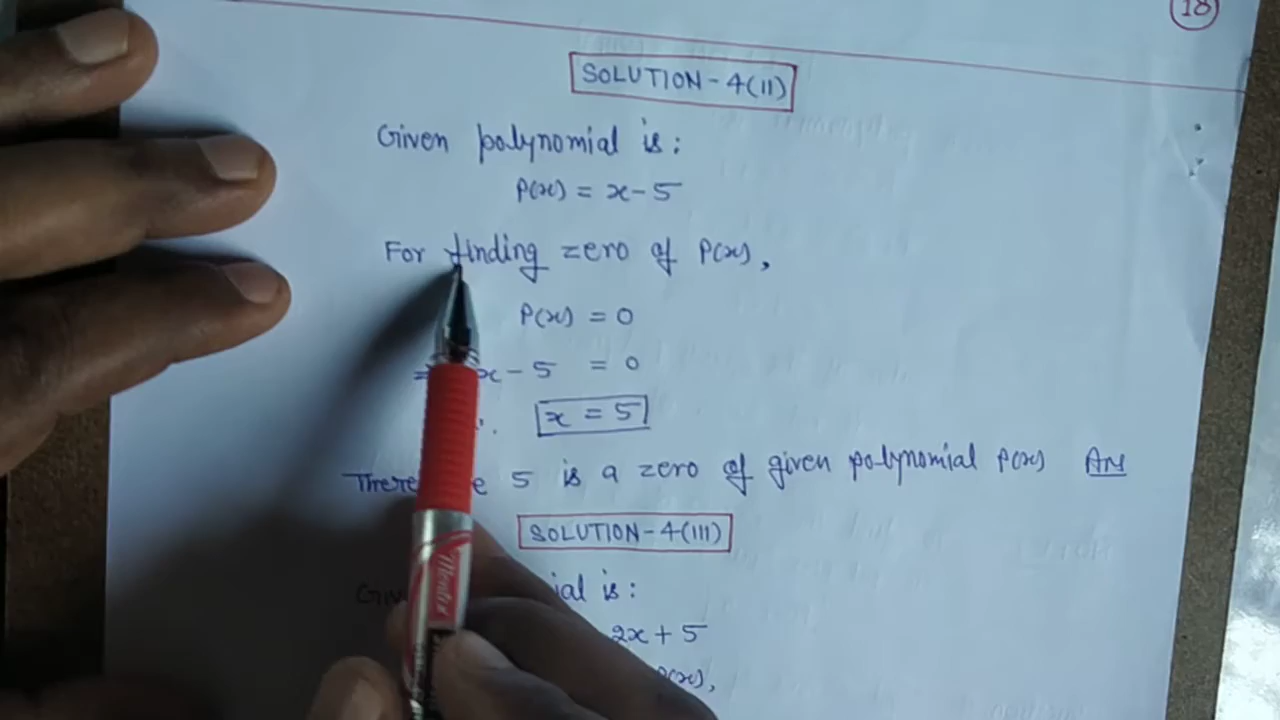 18
SOLUTION - 4(II)
Given polynomial is:
P(x) = x - 5
For finding zero of P(x),
P(x) = 0
x - 5 = 0
x = 5
5 is a zero of given polynomial P(x) Ans
SOLUTION - 4(III)
is:
2x + 5
P(x),
Montex